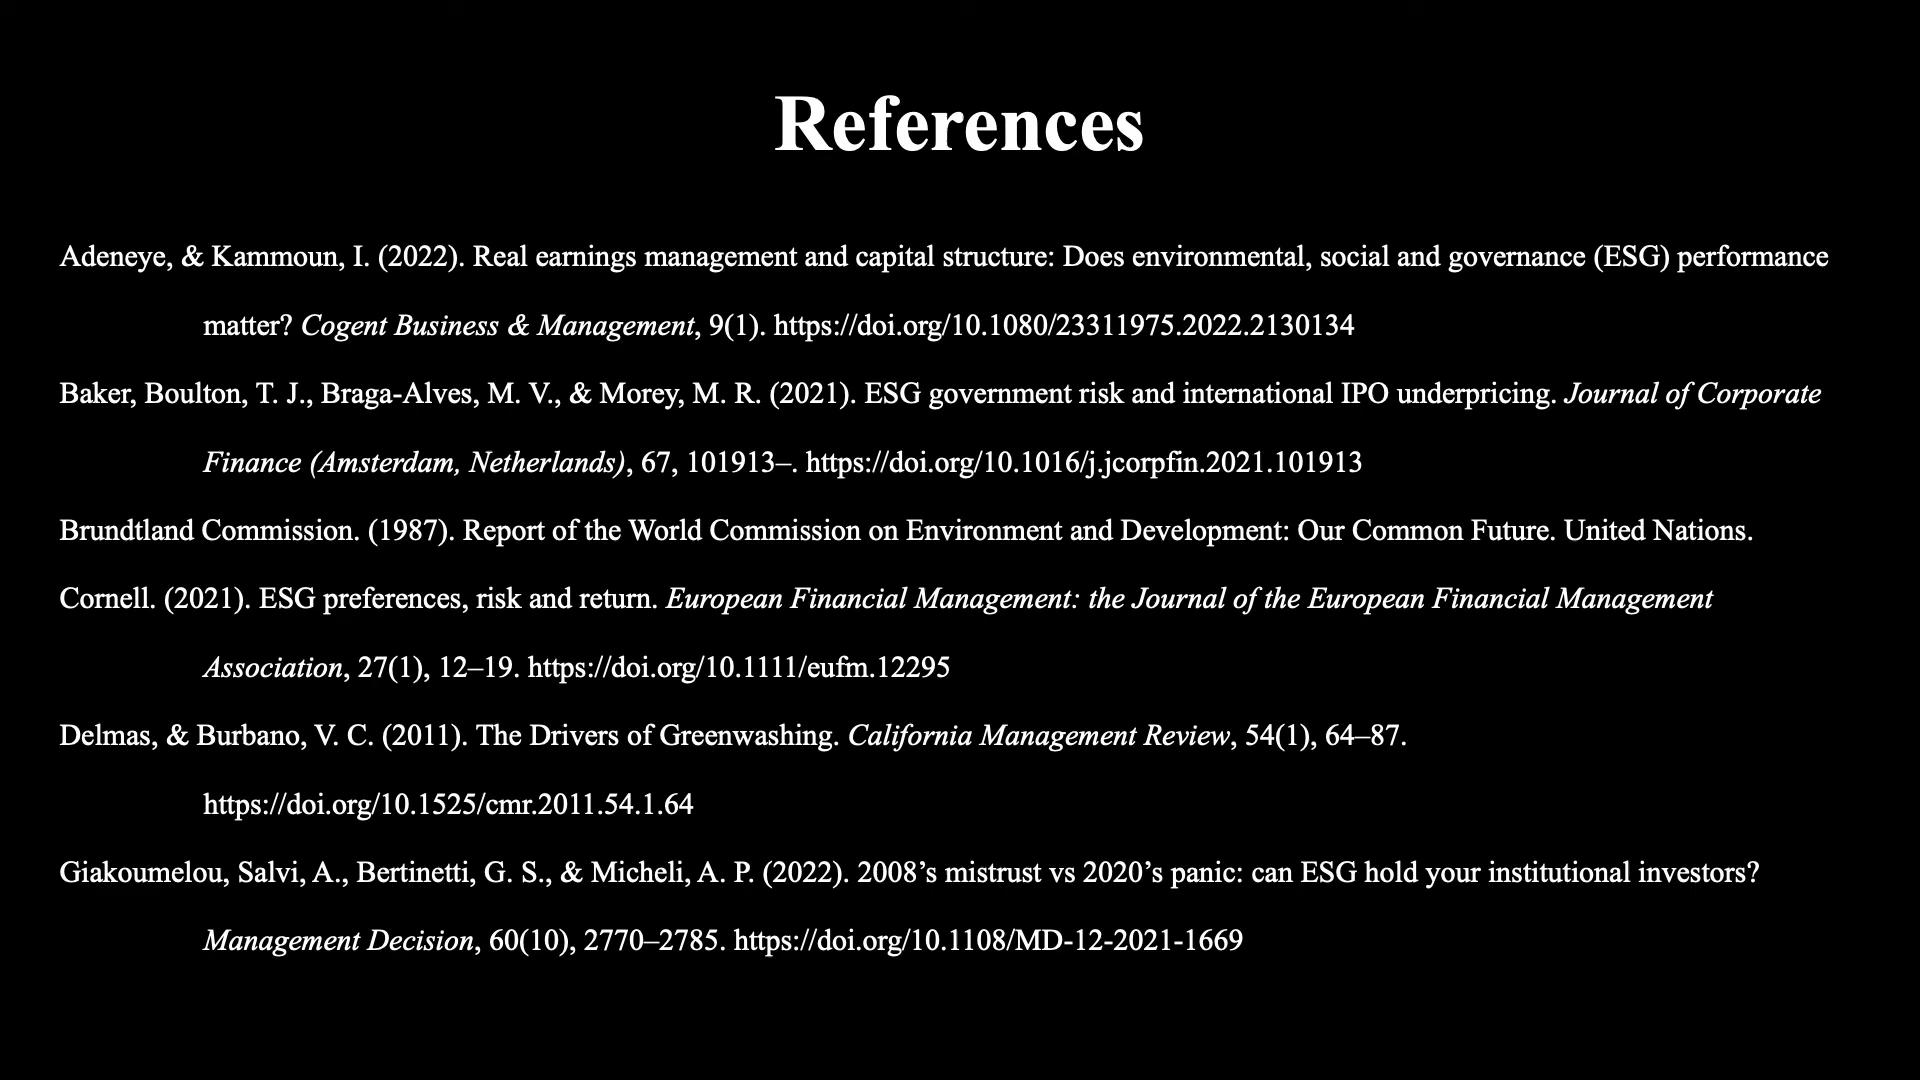 References
Adeneye, & Kammoun, I. (2022). Real earnings management and capital structure: Does environmental, social and governance (ESG) performance
matter? Cogent Business & Management, 9(1). https://doi.org/10.1080/23311975.2022.2130134
Baker, Boulton, T. J., Braga-Alves, M. V., & Morey, M. R. (2021). ESG government risk and international IPO underpricing. Journal of Corporate
Finance (Amsterdam, Netherlands), 67, 101913–. https://doi.org/10.1016/j.jcorpfin.2021.101913
Brundtland Commission. (1987). Report of the World Commission on Environment and Development: Our Common Future. United Nations.
Cornell. (2021). ESG preferences, risk and return. European Financial Management: the Journal of the European Financial Management
Association, 27(1), 12–19. https://doi.org/10.1111/eufm.12295
Delmas, & Burbano, V. C. (2011). The Drivers of Greenwashing. California Management Review, 54(1), 64–87.
https://doi.org/10.1525/cmr.2011.54.1.64
Giakoumelou, Salvi, A., Bertinetti, G. S., & Micheli, A. P. (2022). 2008’s mistrust vs 2020’s panic: can ESG hold your institutional investors?
Management Decision, 60(10), 2770–2785. https://doi.org/10.1108/MD-12-2021-1669